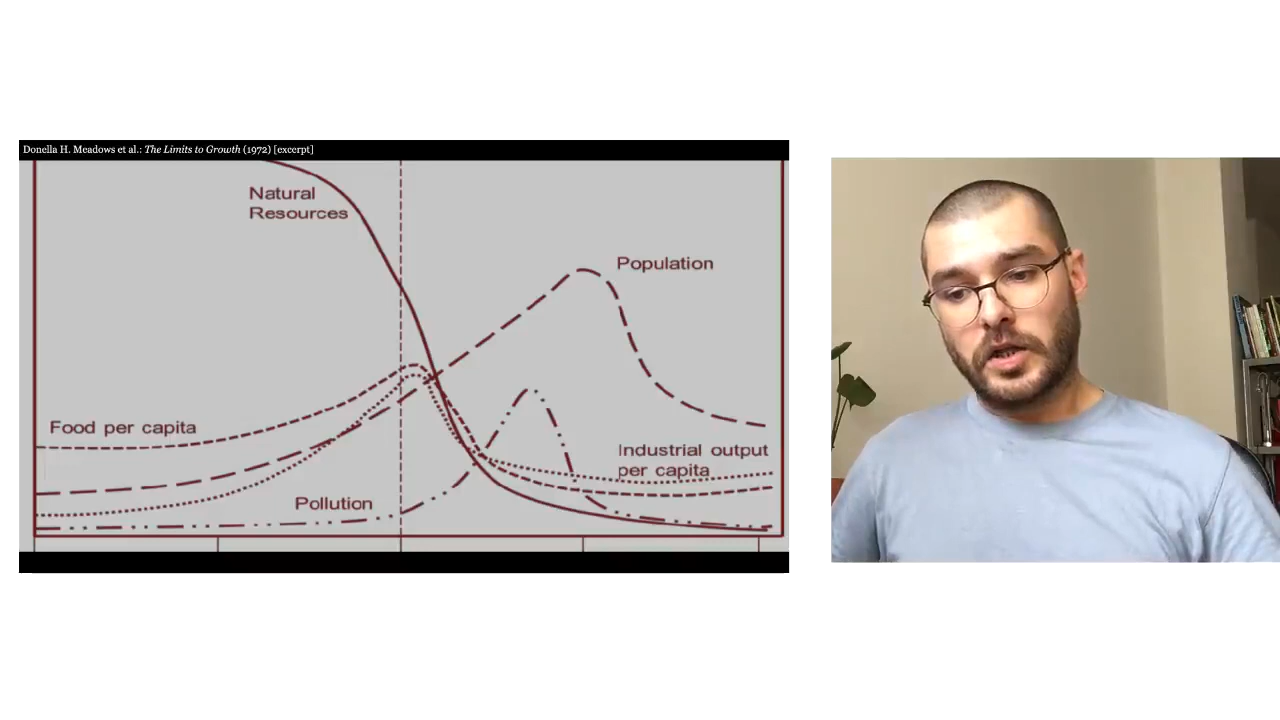 Donella H. Meadows et al.: The Limits to Growth (1972) [excerpt]
Natural
Resources
Population
Food per capita
Industrial output
per capita
Pollution